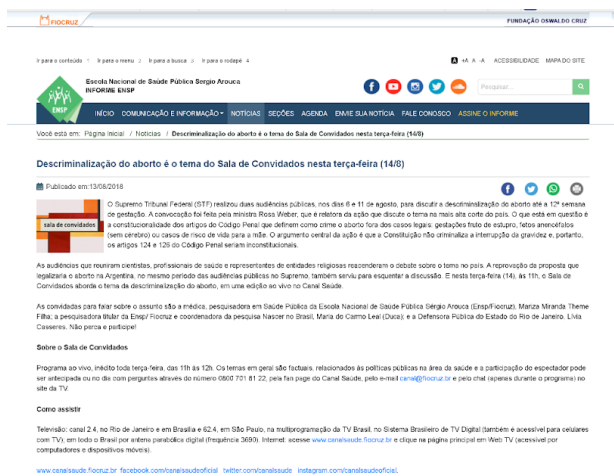 FIOCRUZ
FUNDAÇÃO OSWALDO CRUZ
Ir para o conteúdo 1 Ir para o menu 2 Ir para a busca 3 Ir para o rodapé 4
A +A A -A ACESSIBILIDADE MAPA DO SITE
ENSP
Escola Nacional de Saúde Pública Sergio Arouca
INFORME ENSP
Pesquisar...
INÍCIO COMUNICAÇÃO E INFORMAÇÃO NOTÍCIAS SEÇÕES AGENDA ENVIE SUA NOTÍCIA FALE CONOSCO ASSINE O INFORME
Você está em: Página Inicial / Notícias / Descriminalização do aborto é o tema do Sala de Convidados nesta terça-feira (14/8)
Descriminalização do aborto é o tema do Sala de Convidados nesta terça-feira (14/8)
Publicado em:13/08/2018
sala de convidados
O Supremo Tribunal Federal (STF) realizou duas audiências públicas, nos dias 6 e 11 de agosto, para discutir a descriminalização do aborto até a 12ª semana
de gestação. A convocação foi feita pela ministra Rosa Weber, que é relatora da ação que discute o tema na mais alta corte do país. O que está em questão é
a constitucionalidade dos artigos do Código Penal que definem como crime o aborto fora dos casos legais: gestações fruto de estupro, fetos anencéfalos
(sem cérebro) ou casos de risco de vida para a mãe. O argumento central da ação é que a Constituição não criminaliza a interrupção da gravidez e, portanto,
os artigos 124 e 126 do Código Penal seriam inconstitucionais.
As audiências que reuniram cientistas, profissionais de saúde e representantes de entidades religiosas reacenderam o debate sobre o tema no país. A reprovação da proposta que
legalizaria o aborto na Argentina, no mesmo período das audiências públicas no Supremo, também serviu para esquentar a discussão. E nesta terça-feira (14), às 11h, o Sala de
Convidados aborda o tema da descriminalização do aborto, em uma edição ao vivo no Canal Saúde.
As convidadas para falar sobre o assunto são a médica, pesquisadora em Saúde Pública da Escola Nacional de Saúde Pública Sérgio Arouca (Ensp/Fiocruz), Mariza Miranda Theme
Filha; a pesquisadora titular da Ensp/ Fiocruz e coordenadora da pesquisa Nascer no Brasil, Maria do Carmo Leal (Duca); e a Defensora Pública do Estado do Rio de Janeiro, Lívia
Casseres. Não perca e participe!
Sobre o Sala de Convidados
Programa ao vivo, inédito toda terça-feira, das 11h às 12h. Os temas em geral são factuais, relacionados às políticas públicas na área da saúde e a participação do espectador pode
ser antecipada ou no dia com perguntas através do número 0800 701 81 22, pela fan page do Canal Saúde, pelo e-mail canal@fiocruz.br e pelo chat (apenas durante o programa) no
site da TV.
Como assistir
Televisão: canal 2.4, no Rio de Janeiro e em Brasília e 62.4, em São Paulo, na multiprogramação da TV Brasil, no Sistema Brasileiro de TV Digital (também é acessível para celulares
com TV); em todo o Brasil por antena parabólica digital (frequência 3690). Internet: acesse www.canalsaude.fiocruz.br e clique na página principal em Web TV (acessível por
computadores e dispositivos móveis).
www.canalsaude.fiocruz.br facebook.com/canalsaudeoficial twitter.com/canalsaude instagram.com/canalsaudeoficial.